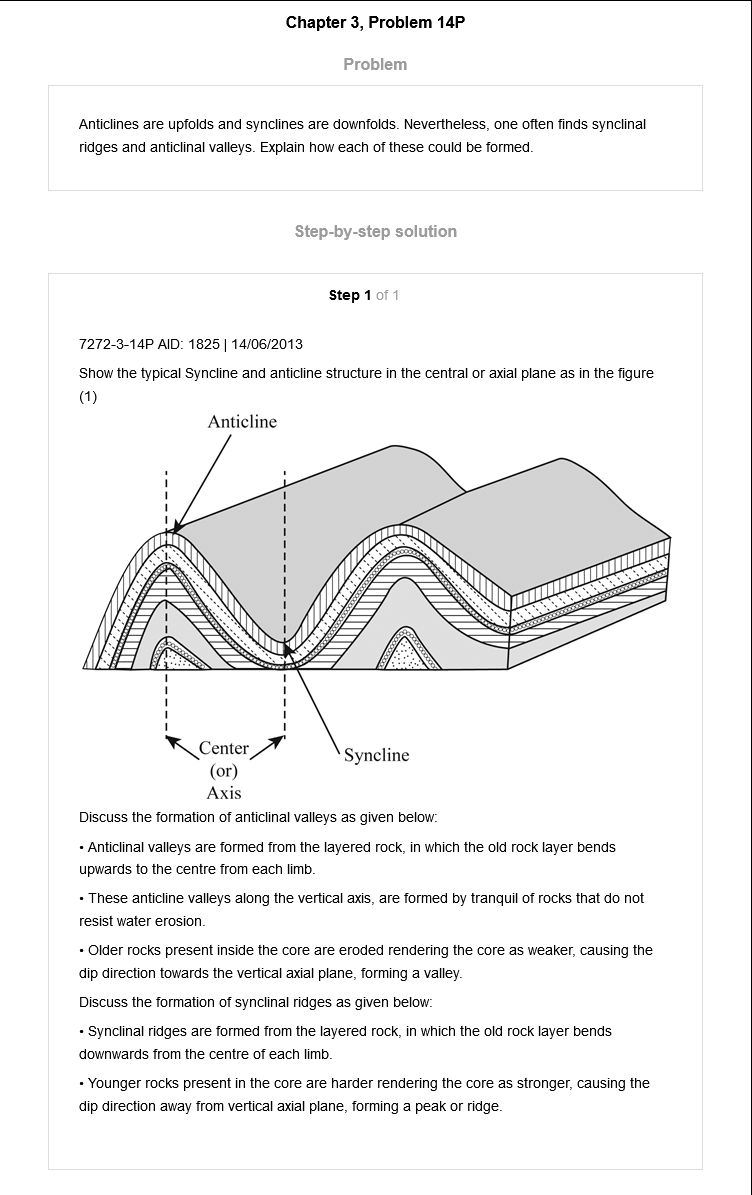 Chapter 3, Problem 14P
Problem
Anticlines are upfolds and synclines are downfolds. Nevertheless, one often finds synclinal
ridges and anticlinal valleys. Explain how each of these could be formed.
Step-by-step solution
Step 1 of 1
7272-3-14P AID: 1825 | 14/06/2013
Show the typical Syncline and anticline structure in the central or axial plane as in the figure
(1)
Anticline
Center
(or)
Axis
Syncline
Discuss the formation of anticlinal valleys as given below:
• Anticlinal valleys are formed from the layered rock, in which the old rock layer bends
upwards to the centre from each limb.
• These anticline valleys along the vertical axis, are formed by tranquil of rocks that do not
resist water erosion.
• Older rocks present inside the core are eroded rendering the core as weaker, causing the
dip direction towards the vertical axial plane, forming a valley.
Discuss the formation of synclinal ridges as given below:
• Synclinal ridges are formed from the layered rock, in which the old rock layer bends
downwards from the centre of each limb.
• Younger rocks present in the core are harder rendering the core as stronger, causing the
dip direction away from vertical axial plane, forming a peak or ridge.